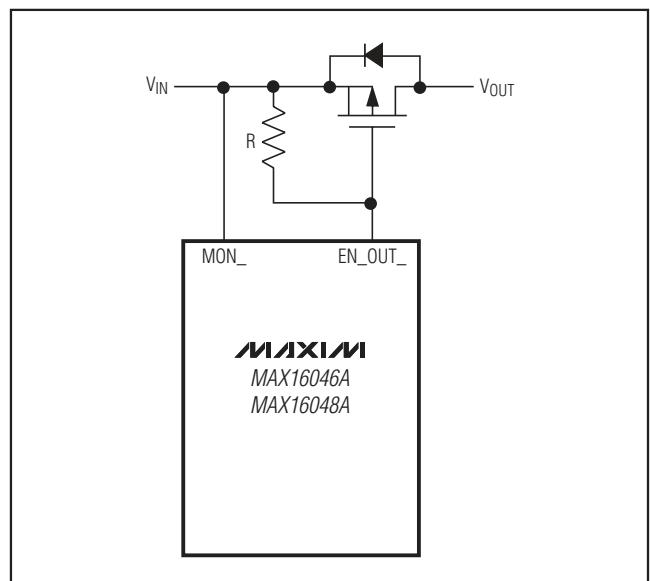 VIN
VOUT
R
MON_ EN_OUT_
MAXIM
MAX16046A
MAX16048A